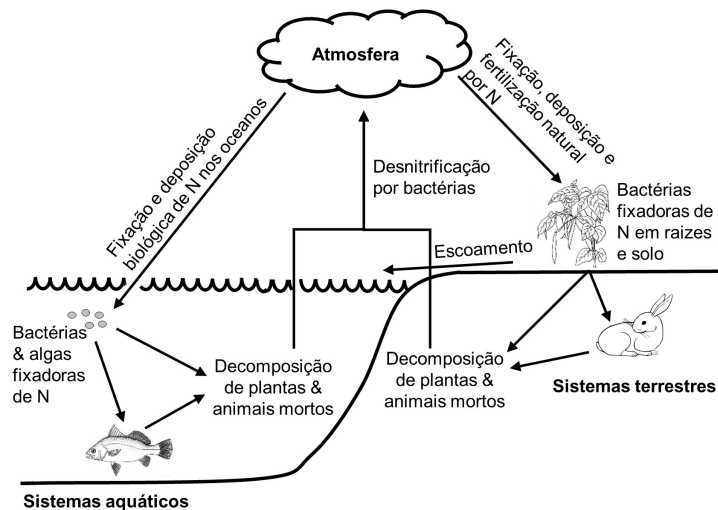 Atmosfera
Fixação, deposição e
fertilização natural
por N
Fixação e deposição
biológica de N nos oceanos
Desnitrificação
por bactérias
Bactérias
fixadoras de
N em raizes
e solo
Escoamento
Bactérias
& algas
fixadoras
de N
Decomposição
de plantas &
animais mortos
Decomposição
de plantas &
animais mortos
Sistemas terrestres
Sistemas aquáticos